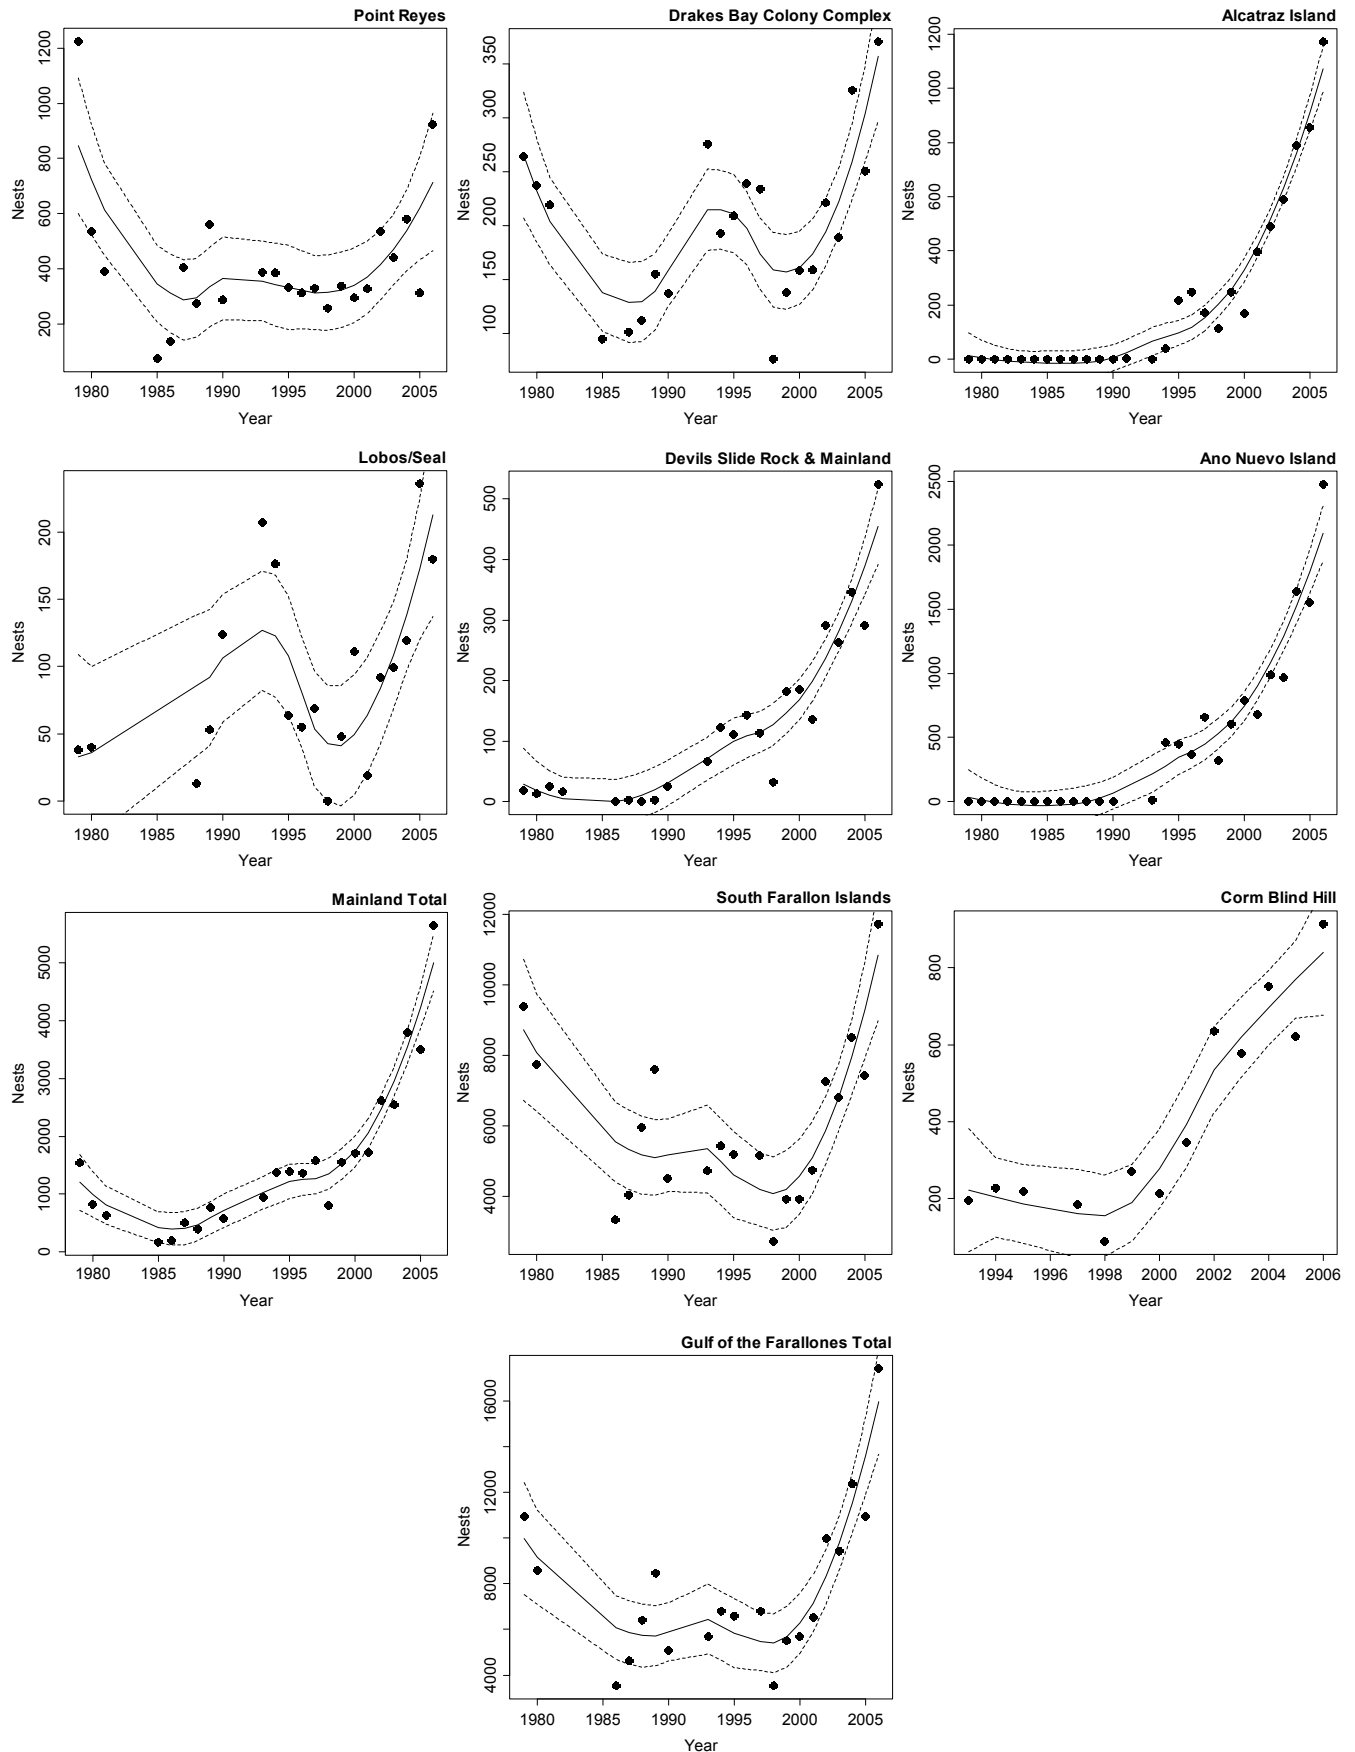 Point Reyes
Drakes Bay Colony Complex
Alcatraz Island
Nests
200 400 600 800 1000 1200
1980 1985 1990 1995 2000 2005
Year
Nests
100 150 200 250 300 350
1980 1985 1990 1995 2000 2005
Year
0 200 400 600 800 1000 1200
1980 1985 1990 1995 2000 2005
Year
Lobos/Seal
Devils Slide Rock & Mainland
Ano Nuevo Island
Nests
0 50 100 150 200
1980 1985 1990 1995 2000 2005
Year
Nests
0 100 200 300 400 500
1980 1985 1990 1995 2000 2005
Year
Nests
0 500 1000 1500 2000 2500
1980 1985 1990 1995 2000 2005
Year
Mainland Total
South Farallon Islands
Corm Blind Hill
Nests
0 1000 2000 3000 4000 5000
1980 1985 1990 1995 2000 2005
Year
Nests
4000 6000 8000 10000 12000
1980 1985 1990 1995 2000 2005
Year
Nests
200 400 600 800
1994 1996 1998 2000 2002 2004 2006
Year
Gulf of the Farallones Total
Nests
4000 8000 12000 16000
1980 1985 1990 1995 2000 2005
Year